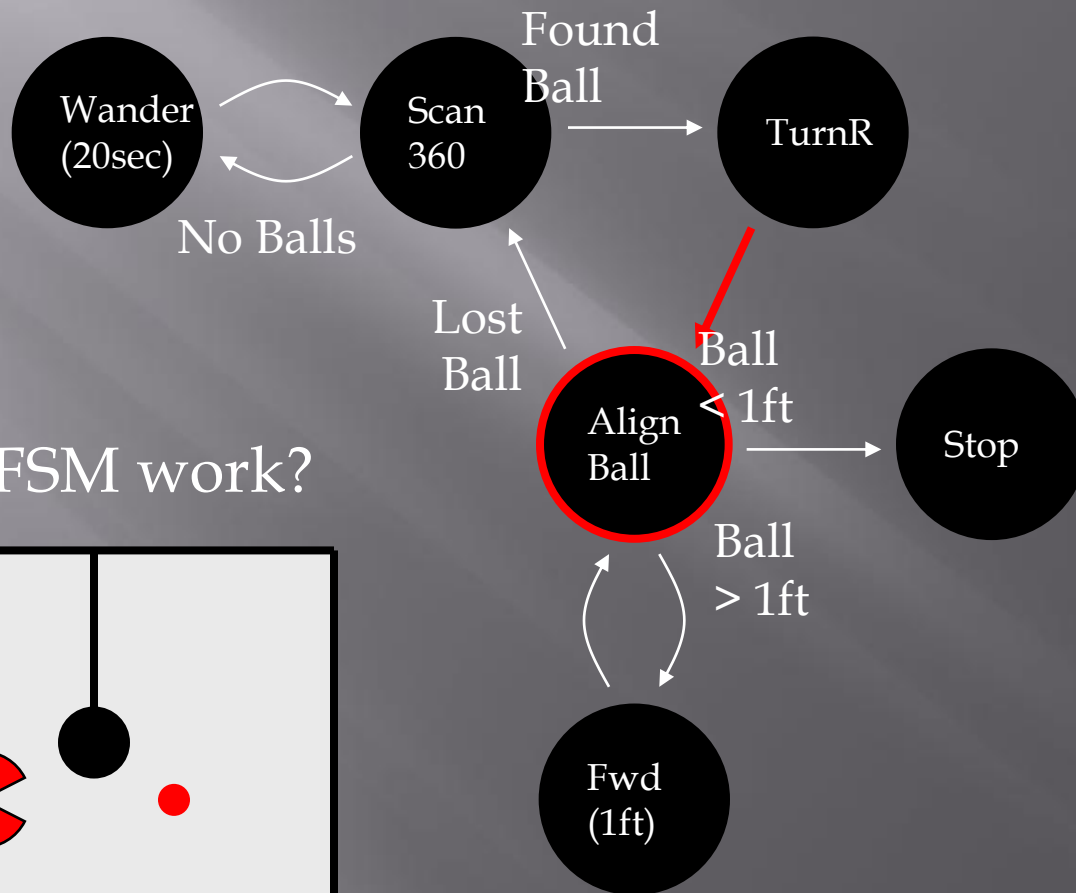 Found
Ball
Wander
(20sec)
Scan
360
TurnR
No Balls
Lost
Ball
Ball
< 1ft
Align
Ball
Stop
FSM work?
Ball
> 1ft
Fwd
(1ft)